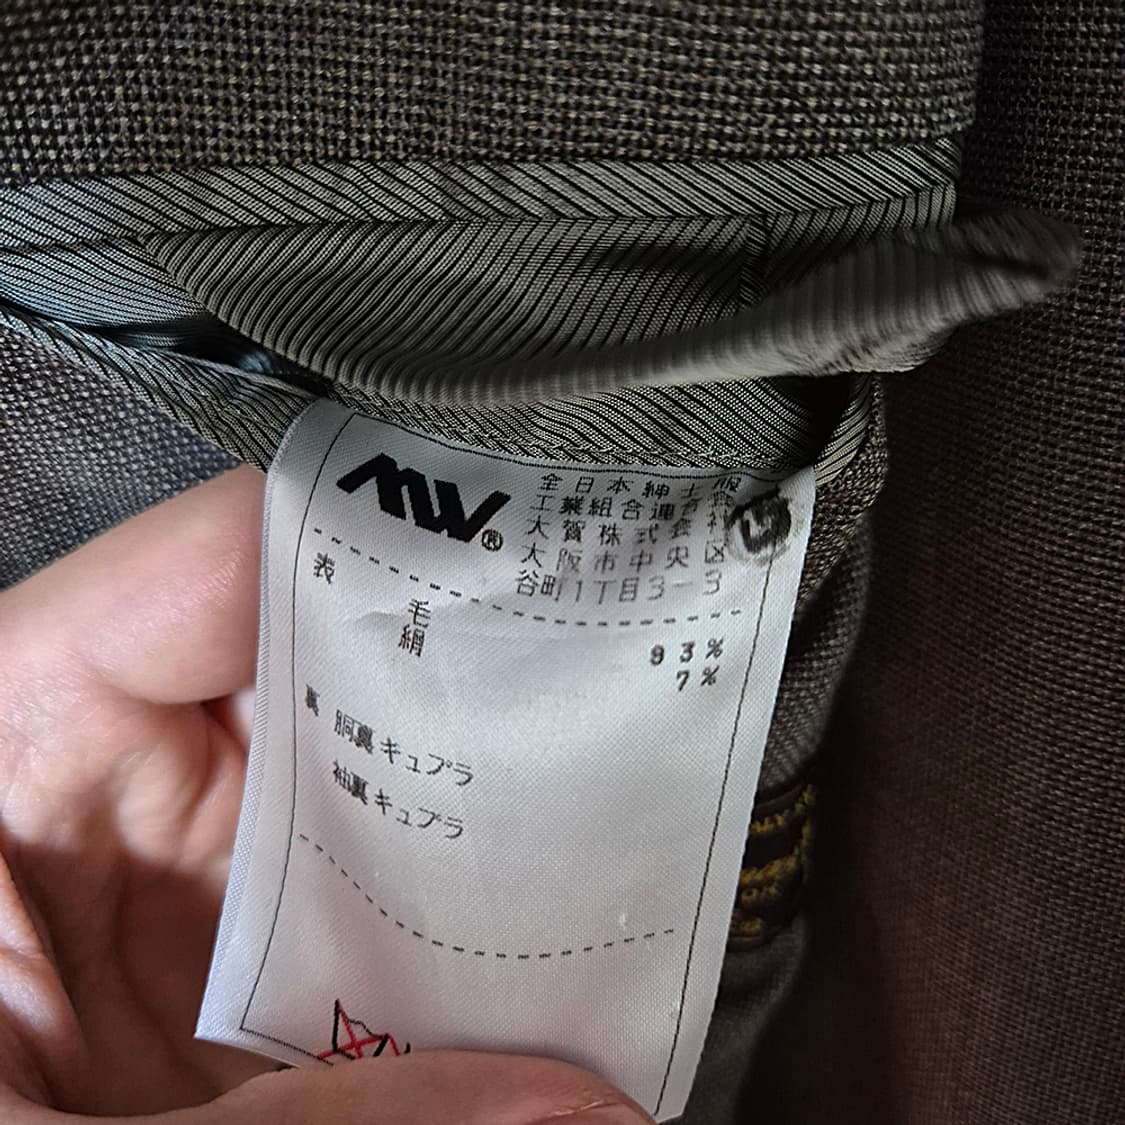 MW®
全日本紳士服
工業組合連合会
大賀株式会社
大阪市中央区
谷町1丁目3-3
表
毛 93%
絹 7%
裏 胴裏キュプラ
袖裏キュプラ